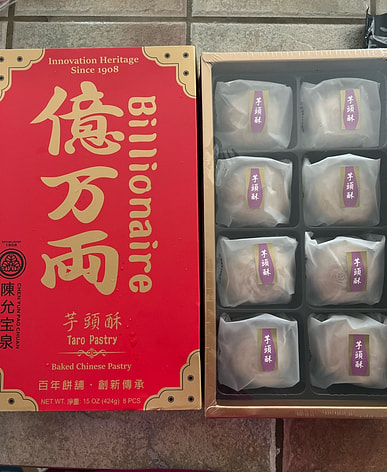 Innovation Heritage
Since 1908
億万両
Billionaire
CHEN YUN PAO CHUAN
陳允宝泉
芋頭酥
Taro Pastry
Baked Chinese Pastry
百年餅舖·創新傳承
NET WT. 淨重: 15 OZ (424g) 8 PCS
芋頭酥
芋頭酥
芋頭酥
芋頭酥
芋頭酥
芋頭酥
芋頭酥
芋頭酥